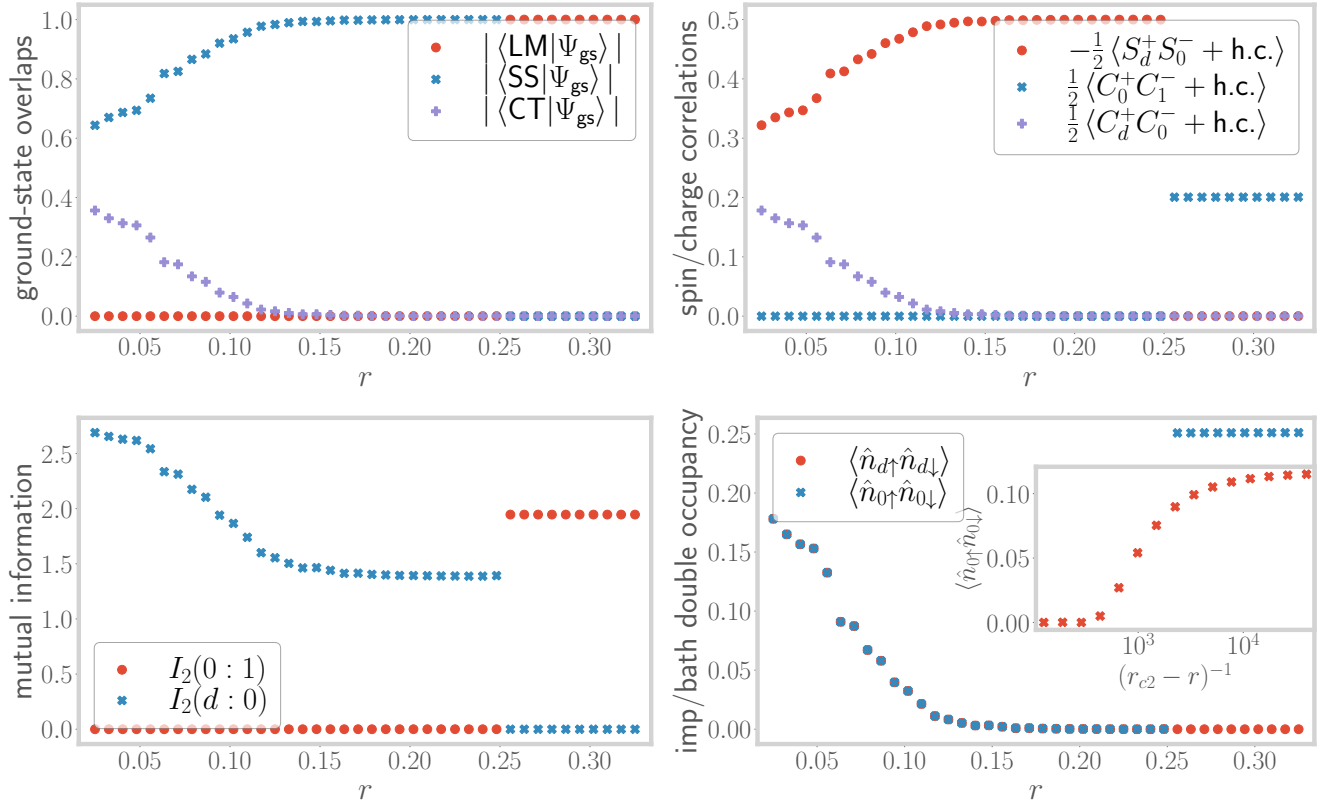 ground-state overlaps
1.0
0.8
0.6
0.4
0.2
0.0
| ⟨LM|Ψgs⟩ |
| ⟨SS|Ψgs⟩ |
| ⟨CT|Ψgs⟩ |
0.05 0.10 0.15 0.20 0.25 0.30
r
spin/charge correlations
0.5
0.4
0.3
0.2
0.1
0.0
−½⟨S_d^+ S_0^− + h.c.⟩
½⟨C_0^+ C_1^− + h.c.⟩
½⟨C_d^+ C_0^− + h.c.⟩
0.05 0.10 0.15 0.20 0.25 0.30
r
mutual information
2.5
2.0
1.5
1.0
0.5
0.0
I₂(0 : 1)
I₂(d : 0)
0.05 0.10 0.15 0.20 0.25 0.30
r
imp/bath double occupancy
0.25
0.20
0.15
0.10
0.05
0.00
⟨n̂_d↑ n̂_d↓⟩
⟨n̂_0↑ n̂_0↓⟩
⟨n̂_0↑ n̂_0↓⟩
0.10
0.05
0.00
10³ 10⁴
(r_c2 − r)⁻¹
0.05 0.10 0.15 0.20 0.25 0.30
r